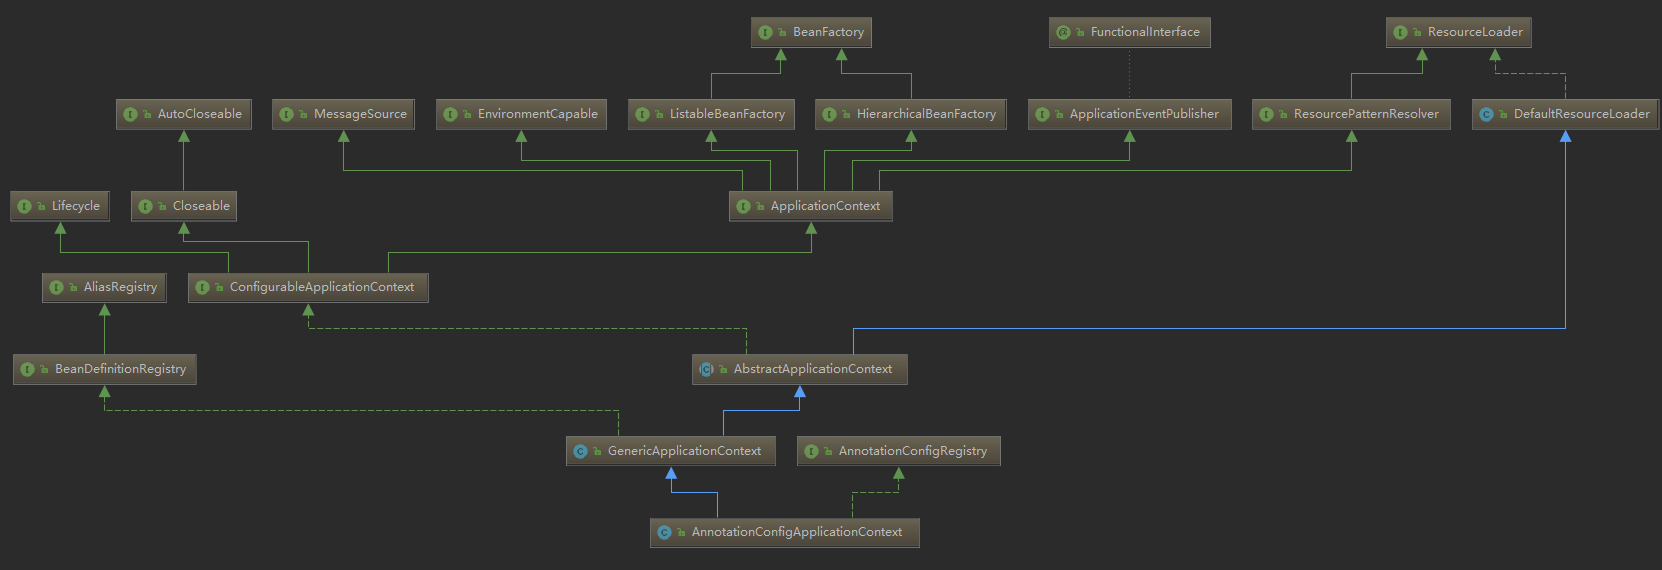 BeanFactory
FunctionalInterface
ResourceLoader
AutoCloseable
MessageSource
EnvironmentCapable
ListableBeanFactory
HierarchicalBeanFactory
ApplicationEventPublisher
ResourcePatternResolver
DefaultResourceLoader
Lifecycle
Closeable
ApplicationContext
AliasRegistry
ConfigurableApplicationContext
BeanDefinitionRegistry
AbstractApplicationContext
GenericApplicationContext
AnnotationConfigRegistry
AnnotationConfigApplicationContext